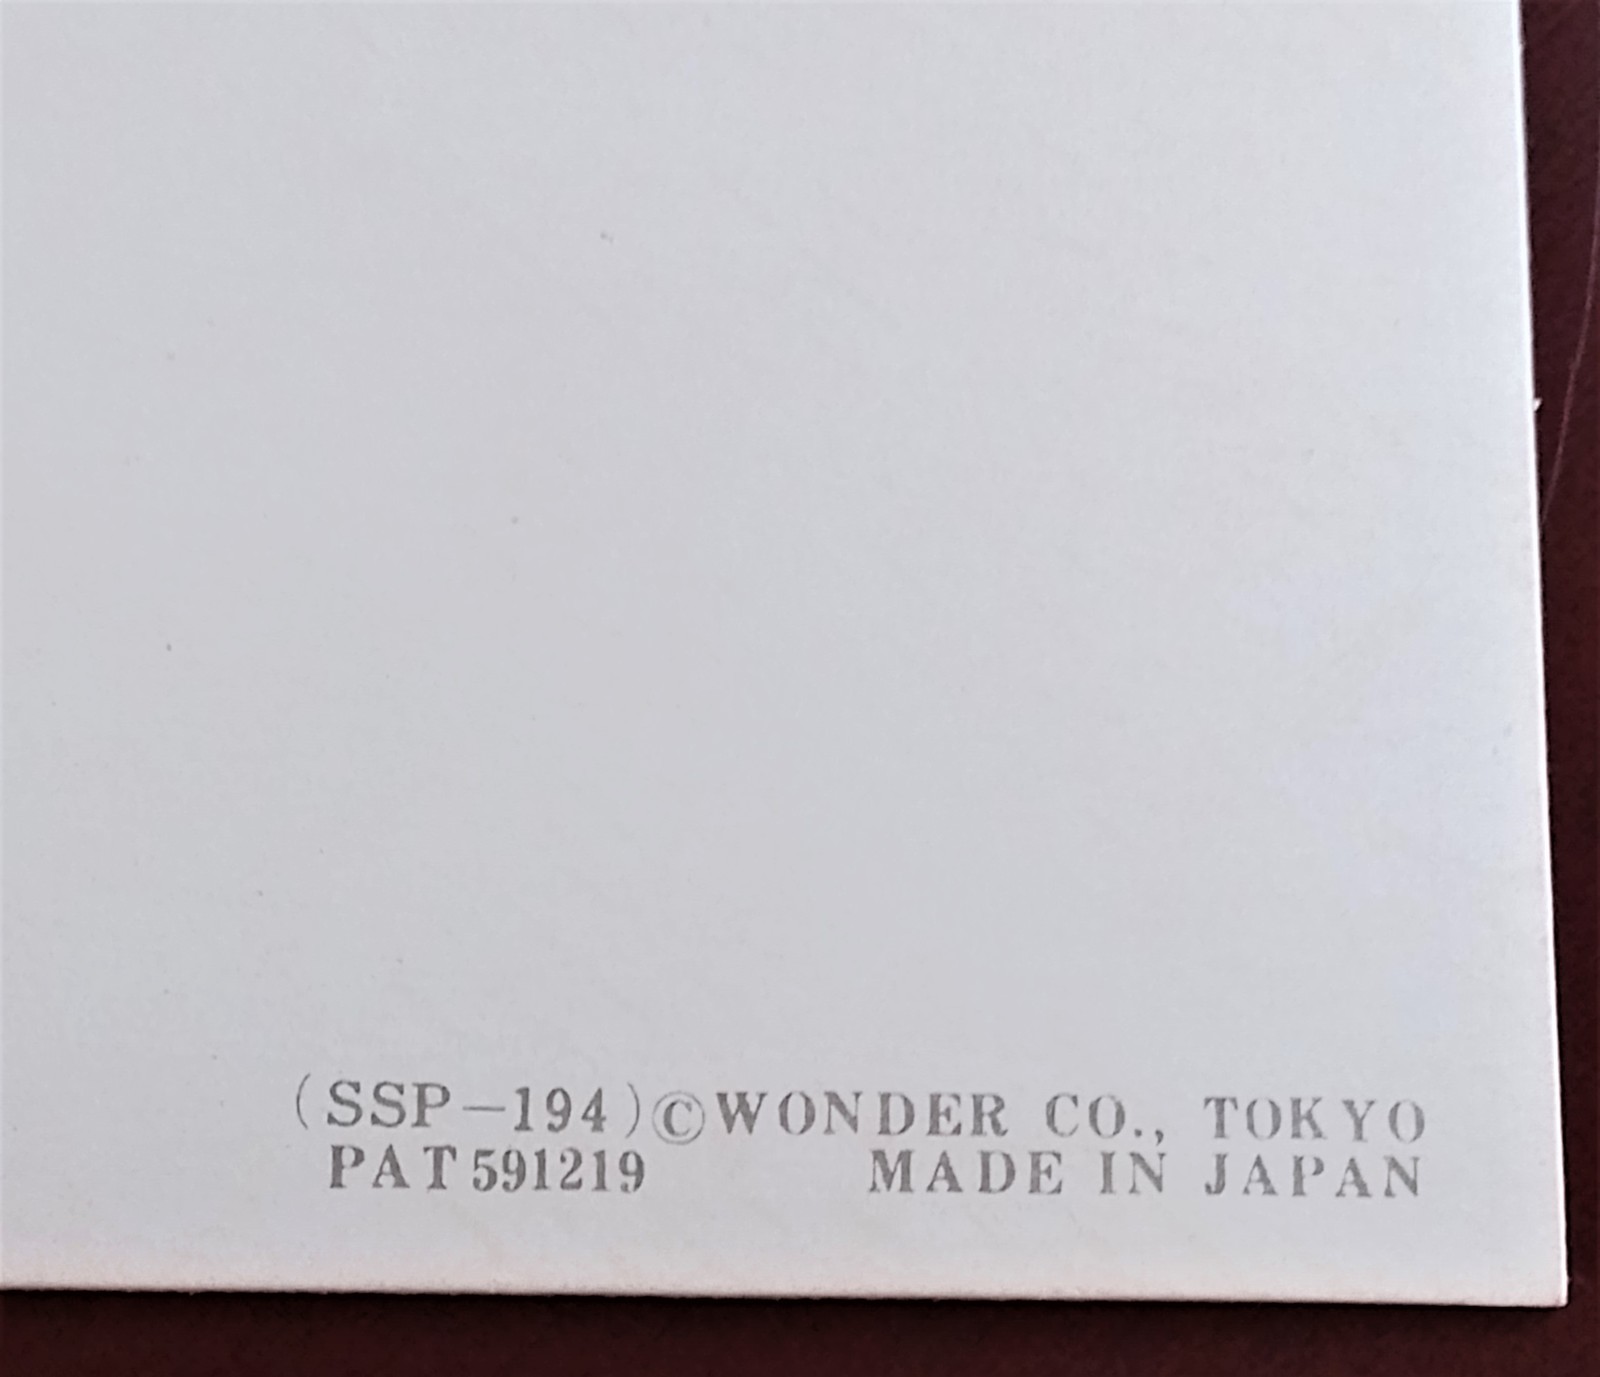 (SSP-194)©WONDER CO., TOKYO
PAT591219 MADE IN JAPAN